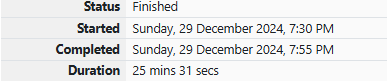 Status Finished
Started Sunday, 29 December 2024, 7:30 PM
Completed Sunday, 29 December 2024, 7:55 PM
Duration 25 mins 31 secs